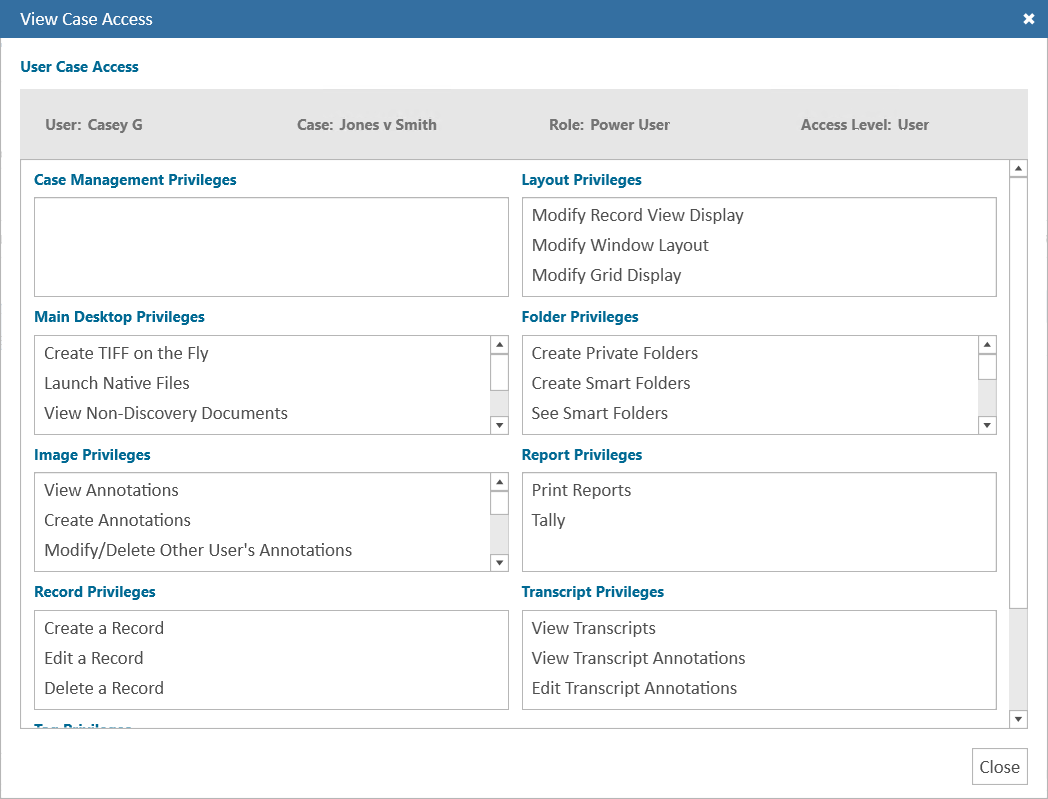 View Case Access
User Case Access
User: Casey G
Case: Jones v Smith
Role: Power User
Access Level: User
Case Management Privileges
Layout Privileges
Modify Record View Display
Modify Window Layout
Modify Grid Display
Main Desktop Privileges
Create TIFF on the Fly
Launch Native Files
View Non-Discovery Documents
Folder Privileges
Create Private Folders
Create Smart Folders
See Smart Folders
Image Privileges
View Annotations
Create Annotations
Modify/Delete Other User's Annotations
Report Privileges
Print Reports
Tally
Record Privileges
Create a Record
Edit a Record
Delete a Record
Transcript Privileges
View Transcripts
View Transcript Annotations
Edit Transcript Annotations
Tag Privileges
Close